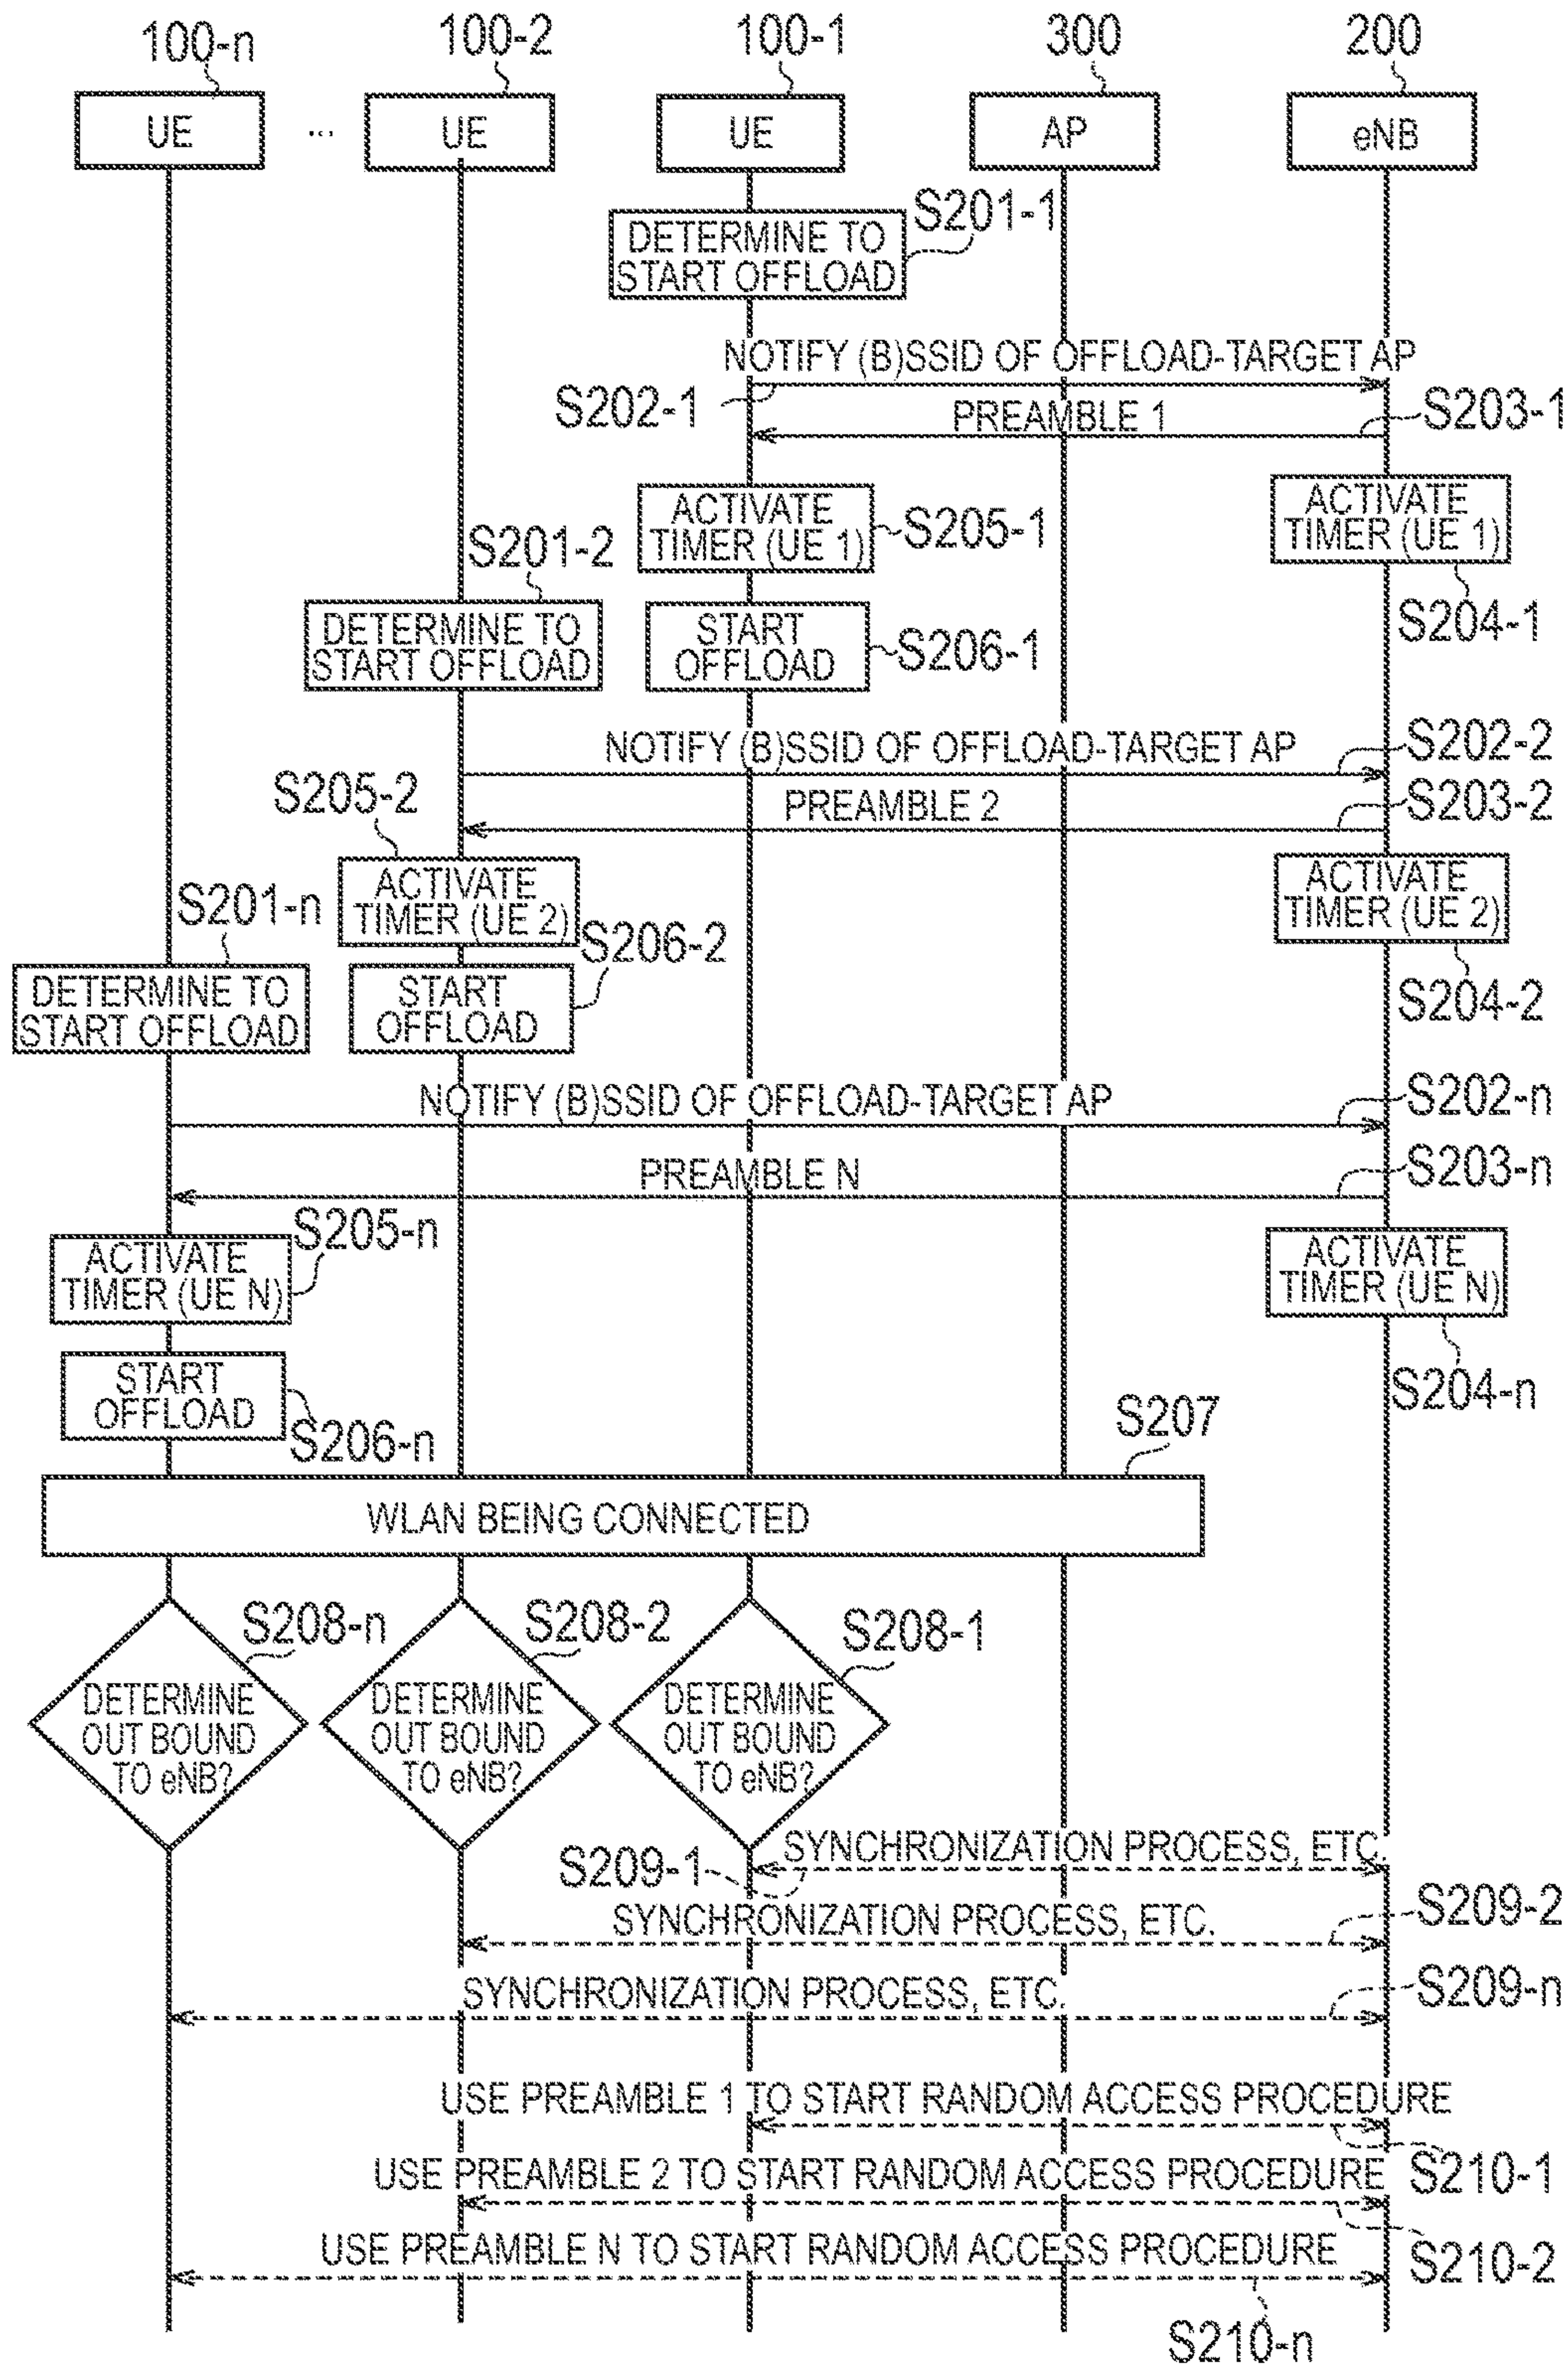 100-n 100-2 100-1 300 200
UE ... UE UE AP eNB
S201-1
DETERMINE TO
START OFFLOAD
NOTIFY (B)SSID OF OFFLOAD-TARGET AP
S202-1
PREAMBLE 1
S203-1
ACTIVATE
TIMER (UE 1)
S205-1
ACTIVATE
TIMER (UE 1)
S204-1
S201-2
DETERMINE TO
START OFFLOAD
START
OFFLOAD
S206-1
NOTIFY (B)SSID OF OFFLOAD-TARGET AP
S202-2
PREAMBLE 2
S203-2
S205-2
ACTIVATE
TIMER (UE 2)
ACTIVATE
TIMER (UE 2)
S204-2
S201-n
DETERMINE TO
START OFFLOAD
S206-2
START
OFFLOAD
NOTIFY (B)SSID OF OFFLOAD-TARGET AP
S202-n
PREAMBLE N
S203-n
S205-n
ACTIVATE
TIMER (UE N)
ACTIVATE
TIMER (UE N)
S204-n
START
OFFLOAD
S206-n
S207
WLAN BEING CONNECTED
S208-n
DETERMINE
OUT BOUND
TO eNB?
S208-2
DETERMINE
OUT BOUND
TO eNB?
S208-1
DETERMINE
OUT BOUND
TO eNB?
SYNCHRONIZATION PROCESS, ETC.
S209-1
SYNCHRONIZATION PROCESS, ETC.
S209-2
SYNCHRONIZATION PROCESS, ETC.
S209-n
USE PREAMBLE 1 TO START RANDOM ACCESS PROCEDURE
S210-1
USE PREAMBLE 2 TO START RANDOM ACCESS PROCEDURE
S210-2
USE PREAMBLE N TO START RANDOM ACCESS PROCEDURE
S210-n